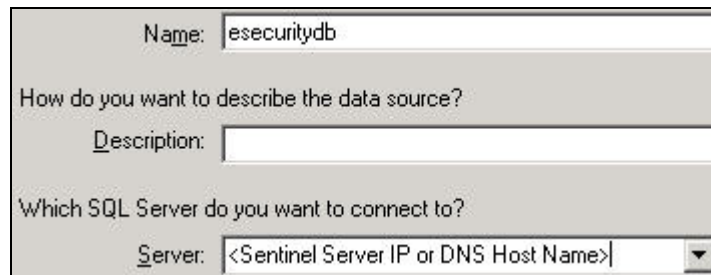 Name: esecuritydb
How do you want to describe the data source?
Description:
Which SQL Server do you want to connect to?
Server: <Sentinel Server IP or DNS Host Name>